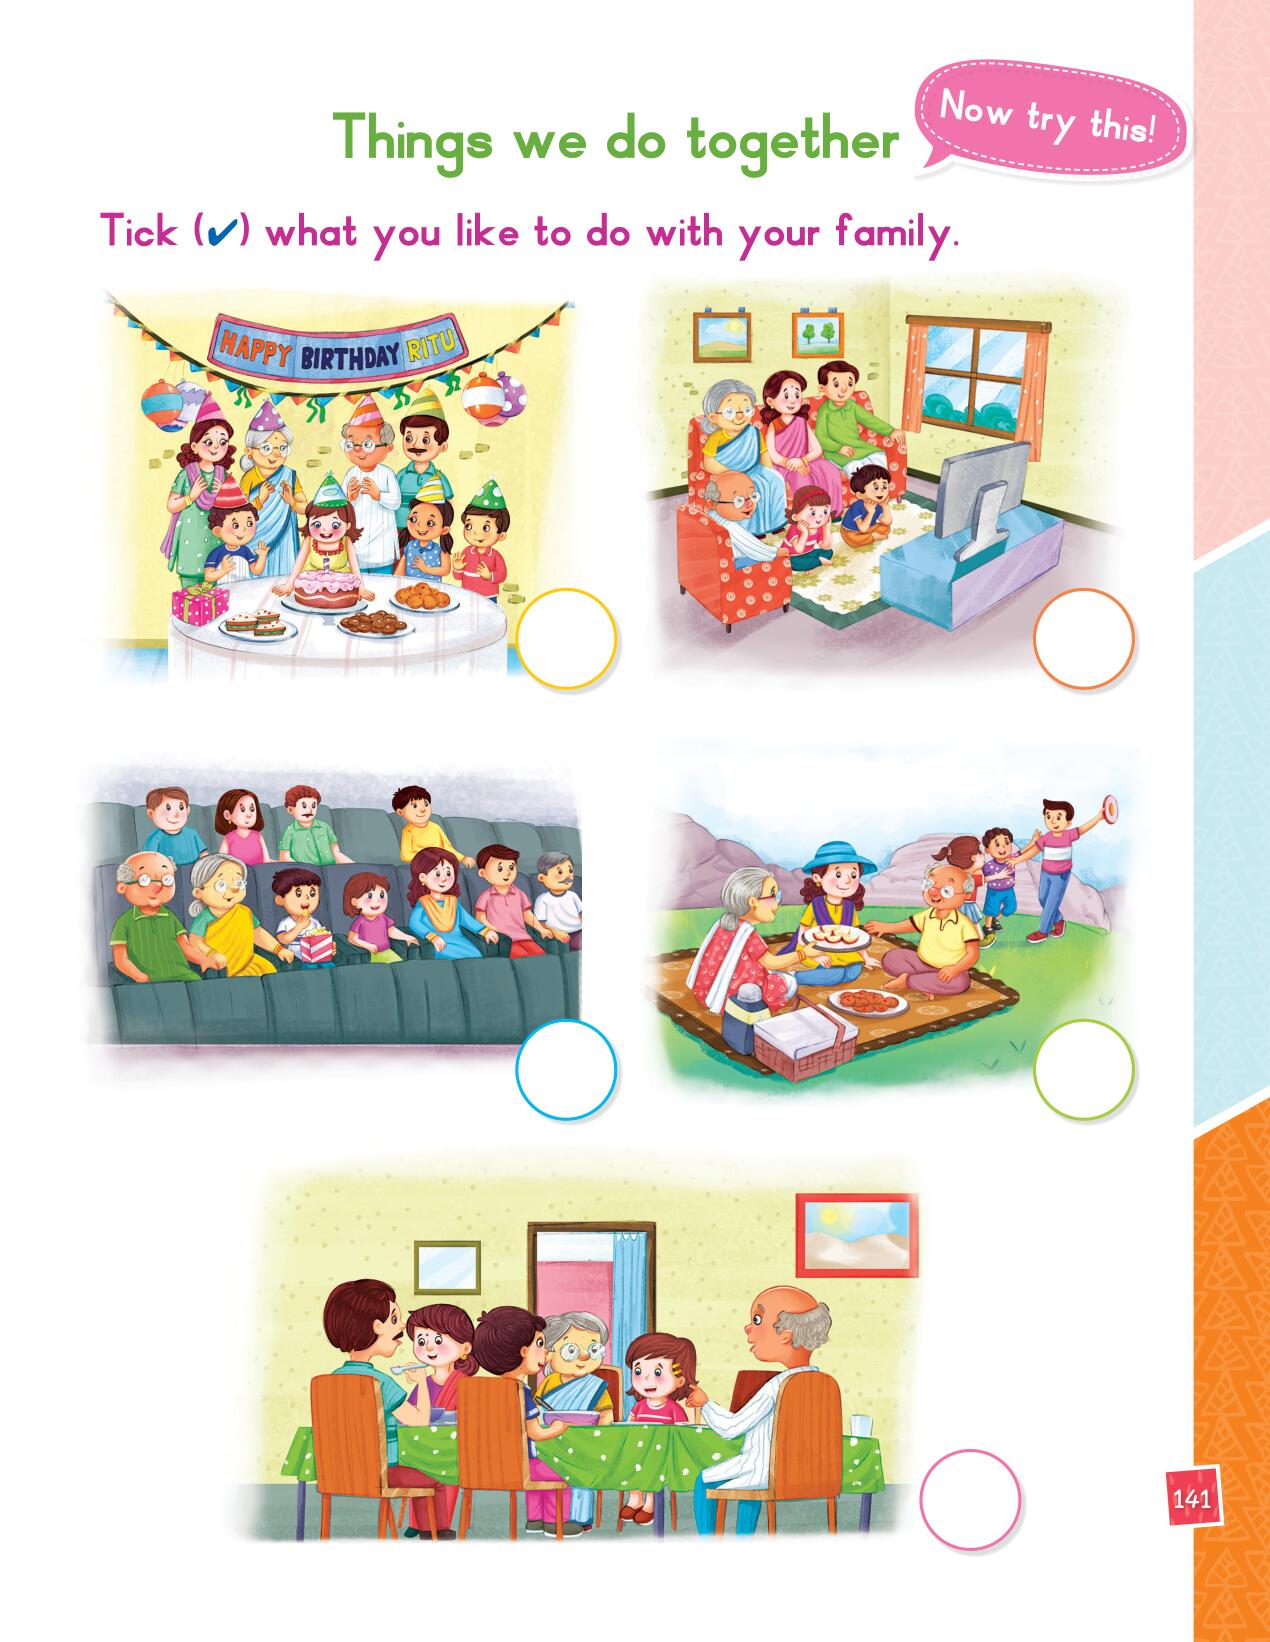 Things we do together
Now try this!
Tick (✔) what you like to do with your family.
HAPPY BIRTHDAY RITU
141